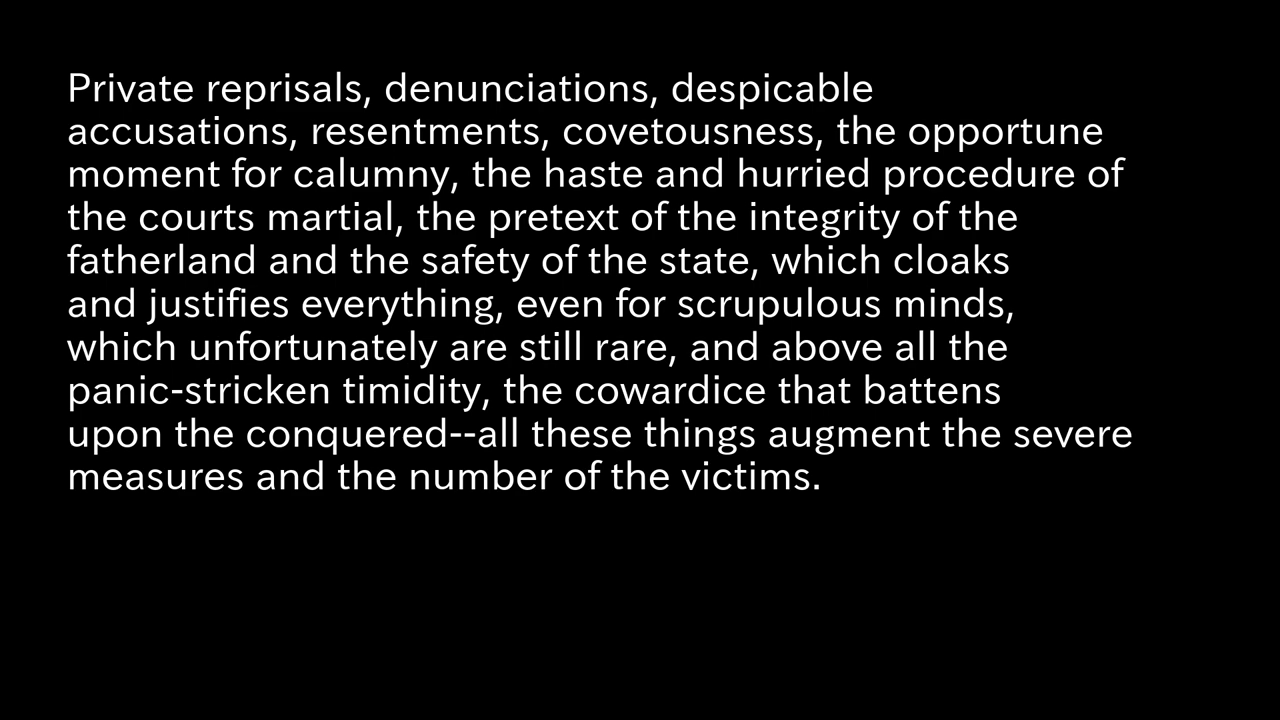 Private reprisals, denunciations, despicable
accusations, resentments, covetousness, the opportune
moment for calumny, the haste and hurried procedure of
the courts martial, the pretext of the integrity of the
fatherland and the safety of the state, which cloaks
and justifies everything, even for scrupulous minds,
which unfortunately are still rare, and above all the
panic-stricken timidity, the cowardice that battens
upon the conquered--all these things augment the severe
measures and the number of the victims.